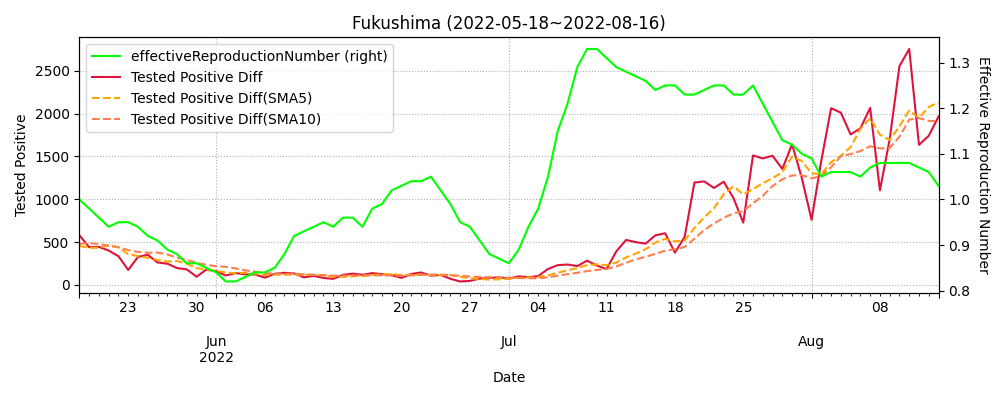 Fukushima (2022-05-18~2022-08-16)
effectiveReproductionNumber (right)
Tested Positive Diff
Tested Positive Diff(SMA5)
Tested Positive Diff(SMA10)
Tested Positive
2500
2000
1500
1000
500
0
1.3
1.2
1.1
1.0
0.9
0.8
Effective Reproduction Number
23 30 06 13 20 27 04 11 18 25 08
Jun Jul Aug
2022
Date